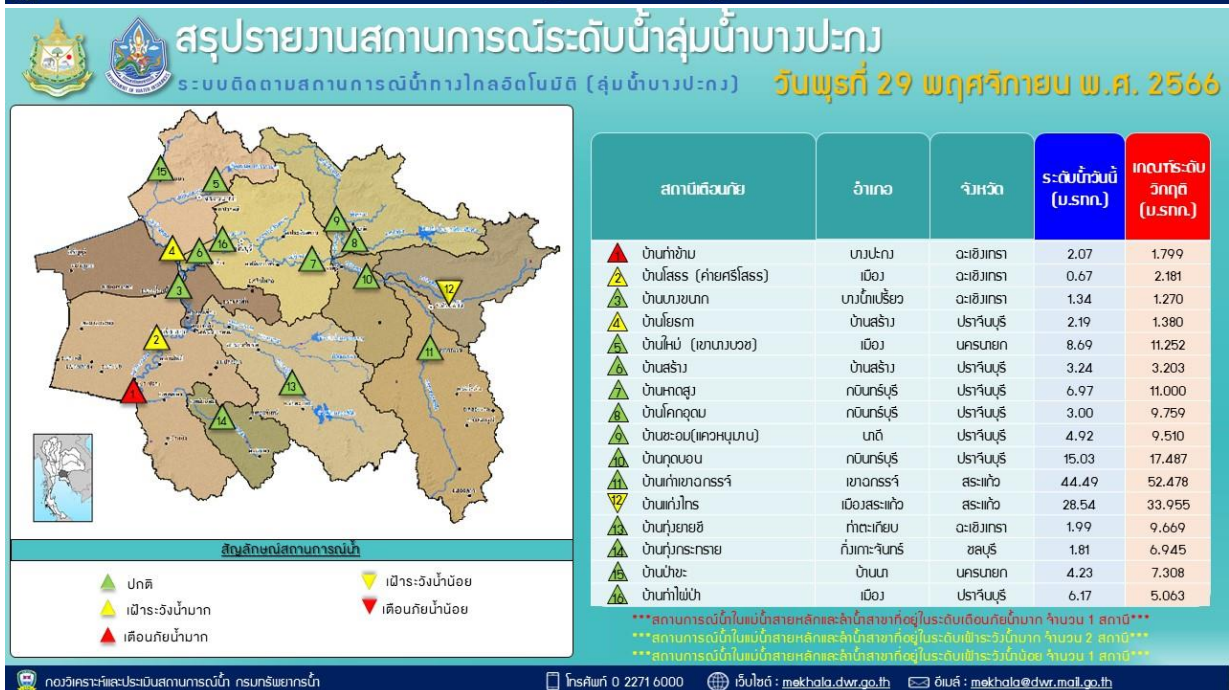 สรุปรายงานสถานการณ์ระดับน้ำลุ่มน้ำบางปะกง
ระบบติดตามสถานการณ์น้ำทางไกลอัตโนมัติ (ลุ่มน้ำบางปะกง) วันพุธที่ 29 พฤศจิกายน พ.ศ. 2566
สถานีเตือนภัย อำเภอ จังหวัด ระดับน้ำวันนี้ (ม.รทก.) เกณฑ์ระดับวิกฤติ (ม.รทก.)
1 บ้านท่าข้าม บางปะกง ฉะเชิงเทรา 2.07 1.799
2 บ้านโสธร (ค่ายศรีโสธร) เมือง ฉะเชิงเทรา 0.67 2.181
3 บ้านบางขนาก บางน้ำเปรี้ยว ฉะเชิงเทรา 1.34 1.270
4 บ้านโยธกา บ้านสร้าง ปราจีนบุรี 2.19 1.380
5 บ้านใหม่ (เขานางบวช) เมือง นครนายก 8.69 11.252
6 บ้านสร้าง บ้านสร้าง ปราจีนบุรี 3.24 3.203
7 บ้านหาดสูง กบินทร์บุรี ปราจีนบุรี 6.97 11.000
8 บ้านโคกอุดม กบินทร์บุรี ปราจีนบุรี 3.00 9.759
9 บ้านชะอม(แควหนุมาน) นาดี ปราจีนบุรี 4.92 9.510
10 บ้านกุดบอน กบินทร์บุรี ปราจีนบุรี 15.03 17.487
11 บ้านเก่าเขาฉกรรจ์ เขาฉกรรจ์ สระแก้ว 44.49 52.478
12 บ้านแก่งไทร เมืองสระแก้ว สระแก้ว 28.54 33.955
13 บ้านทุ่งยายชี ท่าตะเกียบ ฉะเชิงเทรา 1.99 9.669
14 บ้านทุ่งกระทราย กิ่งเกาะจันทร์ ชลบุรี 1.81 6.945
15 บ้านป่าขะ บ้านนา นครนายก 4.23 7.308
16 บ้านท่าไผ่ป่า เมือง ปราจีนบุรี 6.17 5.063
สัญลักษณ์สถานการณ์น้ำ
ปกติ เฝ้าระวังน้ำน้อย
เฝ้าระวังน้ำมาก เตือนภัยน้ำน้อย
เตือนภัยน้ำมาก
***สถานการณ์น้ำในแม่น้ำสายหลักและลำน้ำสาขาที่อยู่ในระดับเตือนภัยน้ำมาก จำนวน 1 สถานี***
***สถานการณ์น้ำในแม่น้ำสายหลักและลำน้ำสาขาที่อยู่ในระดับเฝ้าระวังน้ำมาก จำนวน 2 สถานี***
***สถานการณ์น้ำในแม่น้ำสายหลักและลำน้ำสาขาที่อยู่ในระดับเฝ้าระวังน้ำน้อย จำนวน 1 สถานี***
กองวิเคราะห์และประเมินสถานการณ์น้ำ กรมทรัพยากรน้ำ โทรศัพท์ 0 2271 6000 เว็บไซต์ : mekhala.dwr.go.th อีเมล์ : mekhala@dwr.mail.go.th